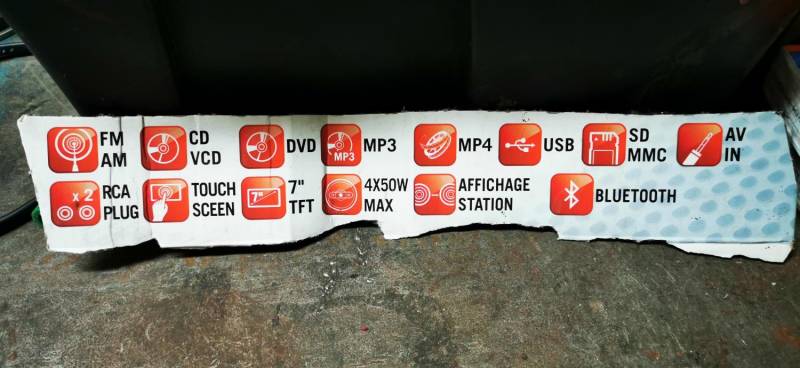 FM
AM
CD
VCD
DVD
MP3
MP3
MP4
USB
SD
MMC
AV
IN
x 2
RCA
PLUG
TOUCH
SCEEN
7"
7"
TFT
4X50W
MAX
AFFICHAGE
STATION
BLUETOOTH